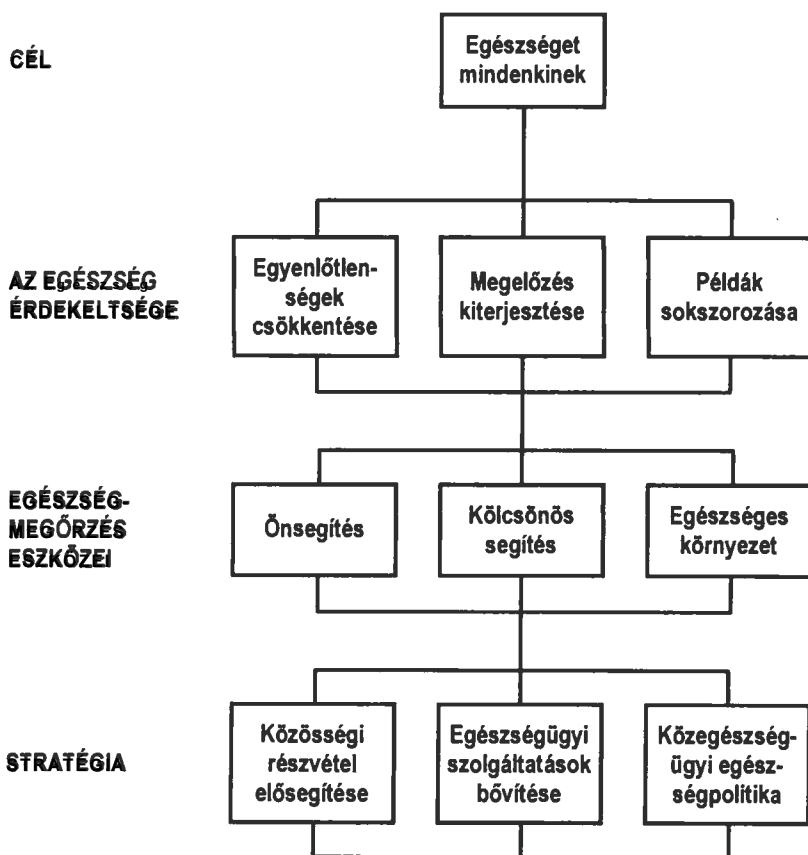 CÉL
Egészséget
mindenkinek
AZ EGÉSZSÉG
ÉRDEKELTSÉGE
Egyenlőtlen-
ségek
csökkentése
Megelőzés
kiterjesztése
Példák
sokszorozása
EGÉSZSÉG-
MEGŐRZÉS
ESZKÖZEI
Önsegítés
Kölcsönös
segítés
Egészséges
környezet
STRATÉGIA
Közösségi
részvétel
elősegítése
Egészségügyi
szolgáltatások
bővítése
Közegészség-
ügyi egész-
ségpolitika